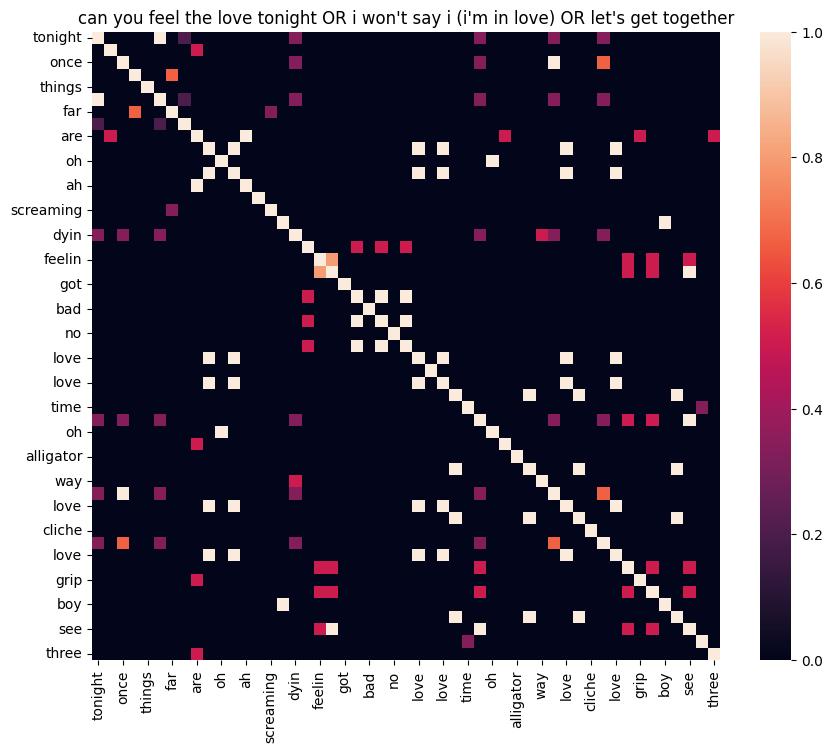 can you feel the love tonight OR i won't say i (i'm in love) OR let's get together
tonight
once
things
far
are
oh
ah
screaming
dyin
feelin
got
bad
no
love
love
time
oh
alligator
way
love
cliche
love
grip
boy
see
three
1.0
0.8
0.6
0.4
0.2
0.0
tonight
once
things
far
are
oh
ah
screaming
dyin
feelin
got
bad
no
love
love
time
oh
alligator
way
love
cliche
love
grip
boy
see
three